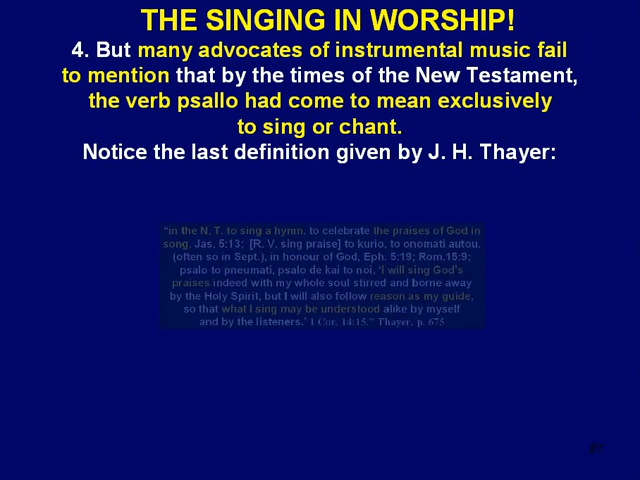 THE SINGING IN WORSHIP!
4. But many advocates of instrumental music fail
to mention that by the times of the New Testament,
the verb psallo had come to mean exclusively
to sing or chant.
Notice the last definition given by J. H. Thayer:
“in the N. T. to sing a hymn, to celebrate the praises of God in
song, Jas. 5:13; [R. V. sing praise] to kurio, to onomati autou,
(often so in Sept.), in honour of God, Eph. 5:19; Rom.15:9;
psalo to pneumati, psalo de kai to noi, ‘I will sing God’s
praises indeed with my whole soul stirred and borne away
by the Holy Spirit, but I will also follow reason as my guide,
so that what I sing may be understood alike by myself
and by the listeners.’ 1 Cor. 14:15.” Thayer, p. 675